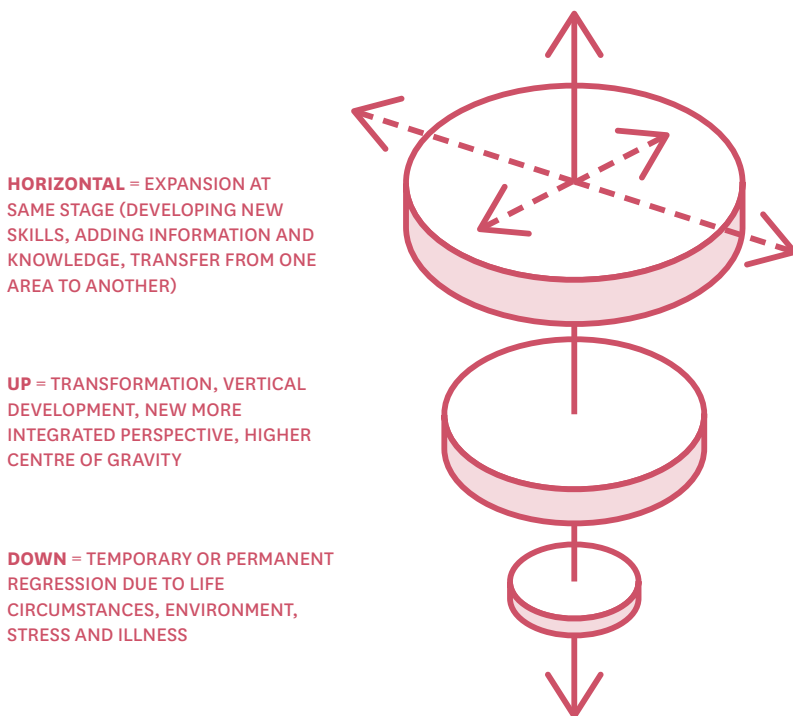 HORIZONTAL = EXPANSION AT
SAME STAGE (DEVELOPING NEW
SKILLS, ADDING INFORMATION AND
KNOWLEDGE, TRANSFER FROM ONE
AREA TO ANOTHER)
UP = TRANSFORMATION, VERTICAL
DEVELOPMENT, NEW MORE
INTEGRATED PERSPECTIVE, HIGHER
CENTRE OF GRAVITY
DOWN = TEMPORARY OR PERMANENT
REGRESSION DUE TO LIFE
CIRCUMSTANCES, ENVIRONMENT,
STRESS AND ILLNESS